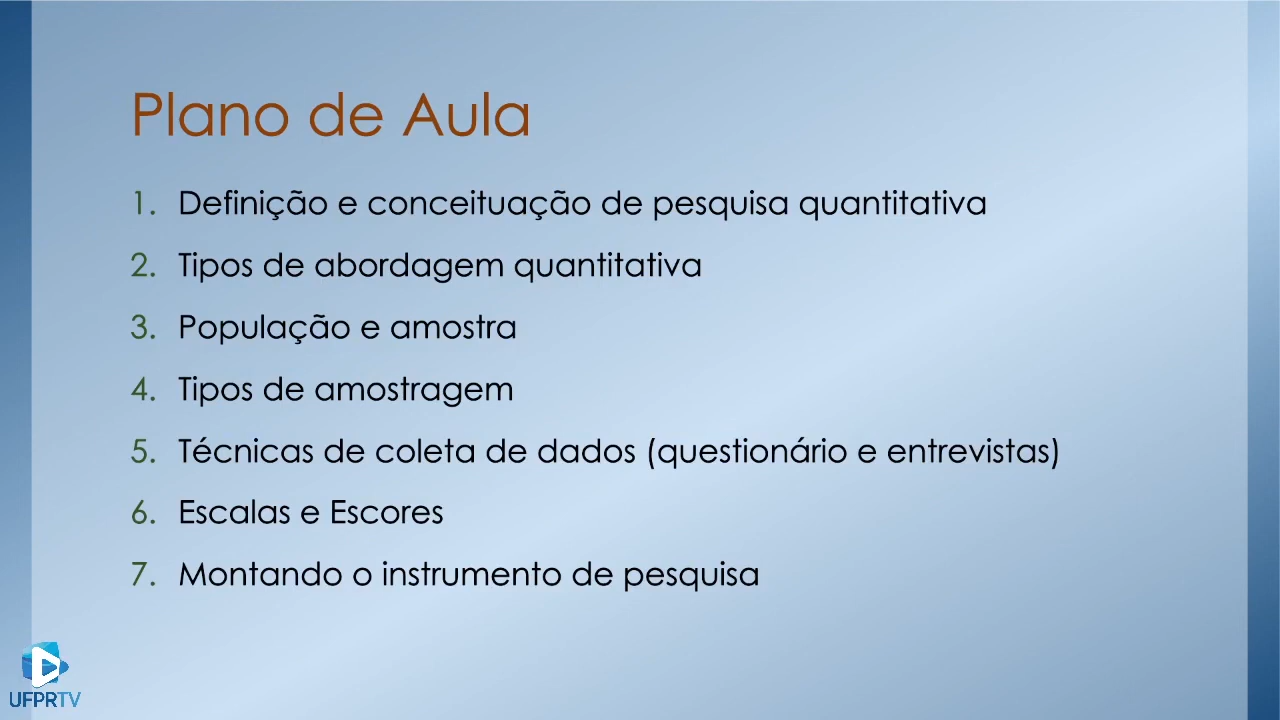 Plano de Aula
1. Definição e conceituação de pesquisa quantitativa
2. Tipos de abordagem quantitativa
3. População e amostra
4. Tipos de amostragem
5. Técnicas de coleta de dados (questionário e entrevistas)
6. Escalas e Escores
7. Montando o instrumento de pesquisa
UFPRTV